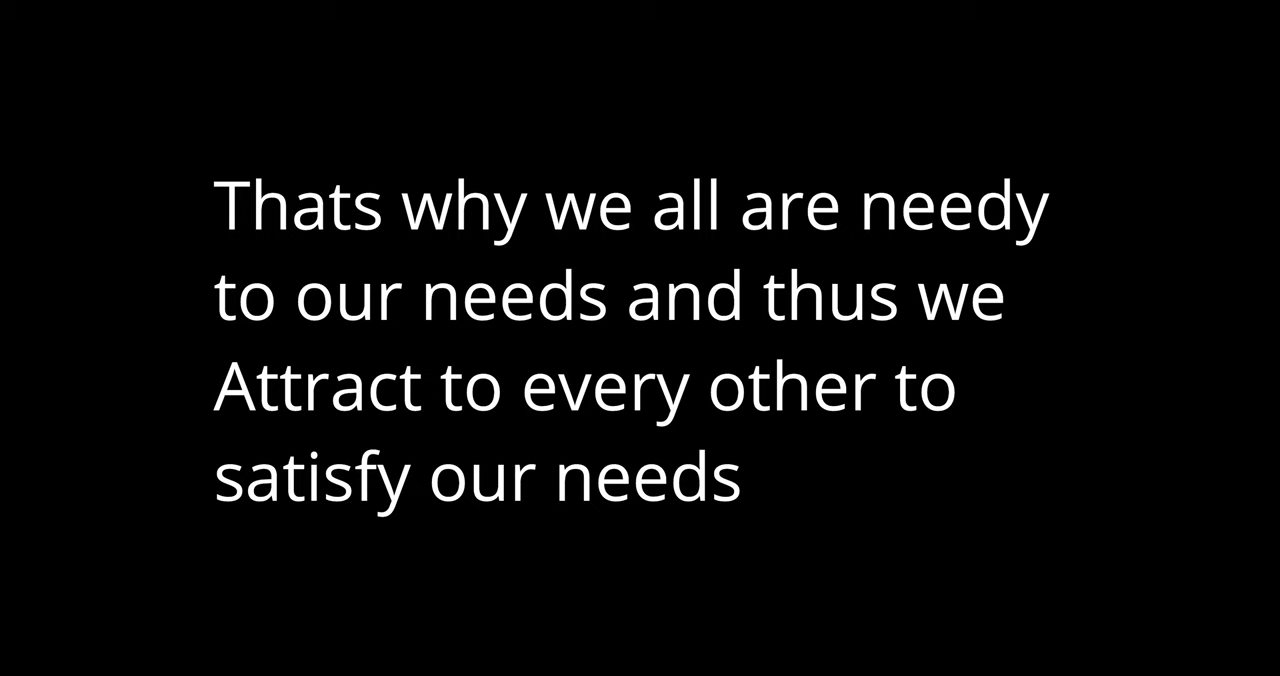 Thats why we all are needy
to our needs and thus we
Attract to every other to
satisfy our needs